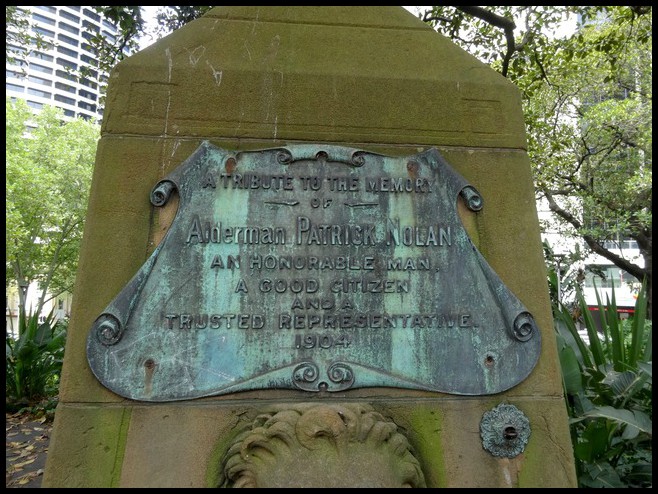 A TRIBUTE TO THE MEMORY
OF
Alderman PATRICK NOLAN
AN HONORABLE MAN,
A GOOD CITIZEN
AND A
TRUSTED REPRESENTATIVE.
1904